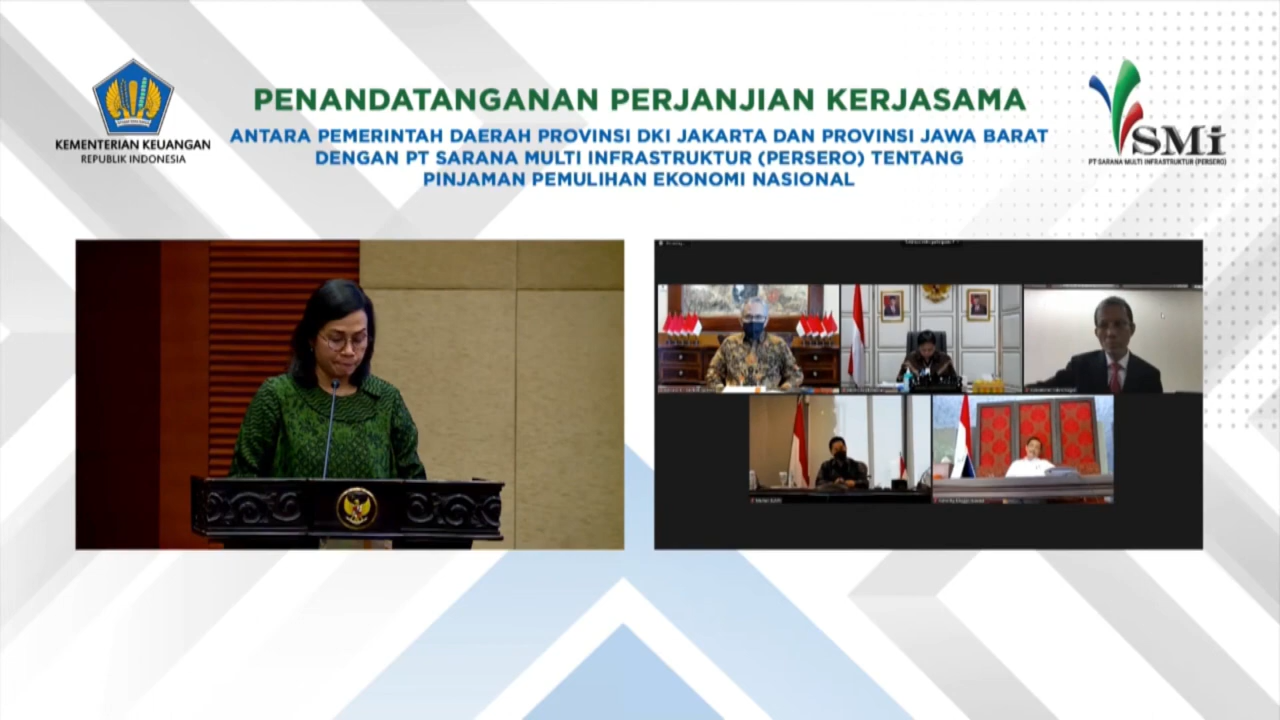 PENANDATANGANAN PERJANJIAN KERJASAMA
ANTARA PEMERINTAH DAERAH PROVINSI DKI JAKARTA DAN PROVINSI JAWA BARAT
DENGAN PT SARANA MULTI INFRASTRUKTUR (PERSERO) TENTANG
PINJAMAN PEMULIHAN EKONOMI NASIONAL
KEMENTERIAN KEUANGAN
REPUBLIK INDONESIA
SMi
PT SARANA MULTI INFRASTRUKTUR (PERSERO)